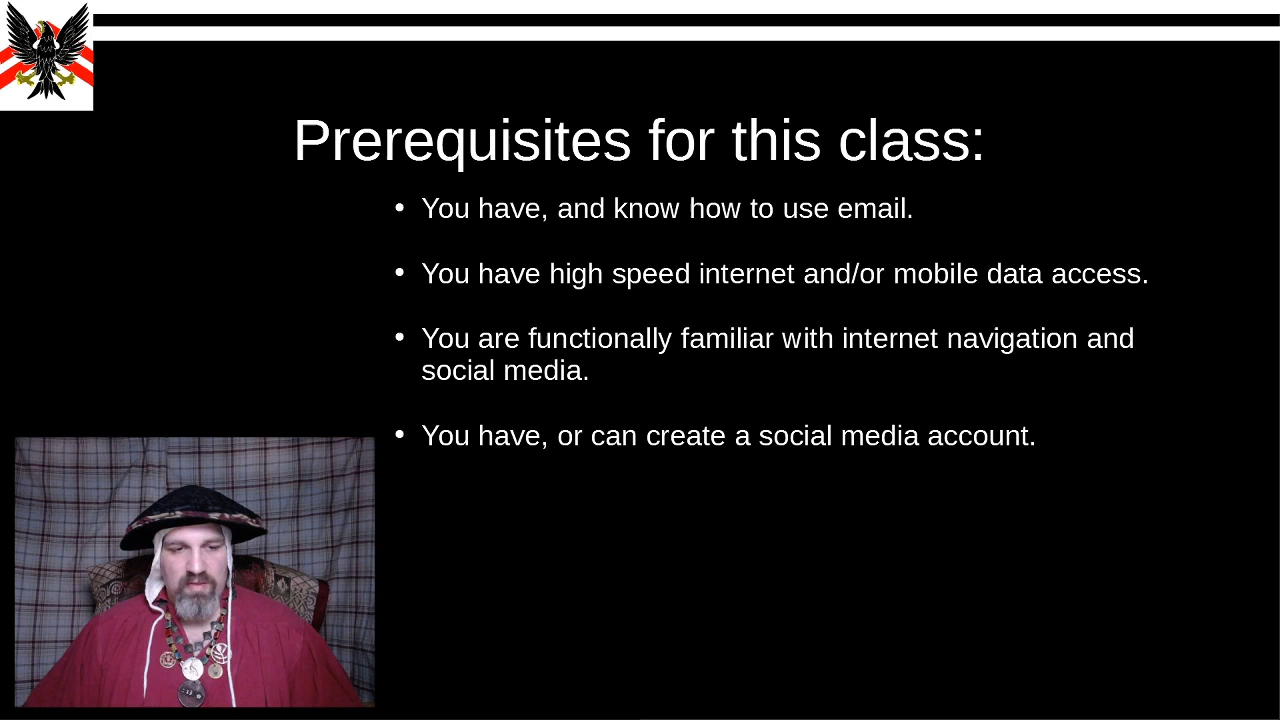 Prerequisites for this class:
• You have, and know how to use email.
• You have high speed internet and/or mobile data access.
• You are functionally familiar with internet navigation and
social media.
• You have, or can create a social media account.